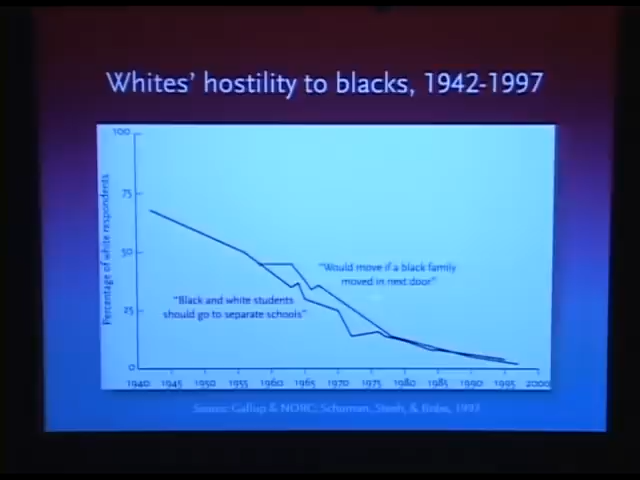 Whites' hostility to blacks, 1942-1997
Percentage of white respondents
100
75
50
25
0
"Would move if a black family
moved in next door"
"Black and white students
should go to separate schools"
1940 1945 1950 1955 1960 1965 1970 1975 1980 1985 1990 1995 2000
Source: Gallup & NORC: Schuman, Steeh, & Bobo, 1997